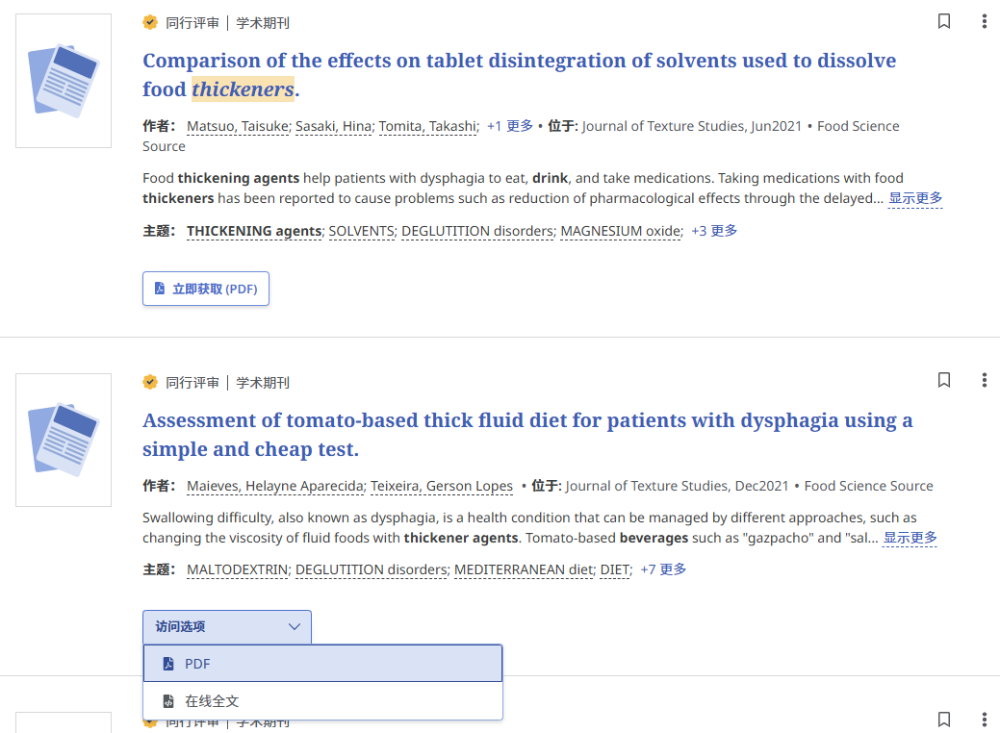 同行评审 | 学术期刊
Comparison of the effects on tablet disintegration of solvents used to dissolve
food thickeners.
作者： Matsuo, Taisuke; Sasaki, Hina; Tomita, Takashi; +1 更多 • 位于: Journal of Texture Studies, Jun2021 • Food Science
Source
Food thickening agents help patients with dysphagia to eat, drink, and take medications. Taking medications with food
thickeners has been reported to cause problems such as reduction of pharmacological effects through the delayed... 显示更多
主题： THICKENING agents; SOLVENTS; DEGLUTITION disorders; MAGNESIUM oxide; +3 更多
立即获取 (PDF)
同行评审 | 学术期刊
Assessment of tomato-based thick fluid diet for patients with dysphagia using a
simple and cheap test.
作者： Maieves, Helayne Aparecida; Teixeira, Gerson Lopes • 位于: Journal of Texture Studies, Dec2021 • Food Science Source
Swallowing difficulty, also known as dysphagia, is a health condition that can be managed by different approaches, such as
changing the viscosity of fluid foods with thickener agents. Tomato-based beverages such as "gazpacho" and "sal... 显示更多
主题： MALTODEXTRIN; DEGLUTITION disorders; MEDITERRANEAN diet; DIET; +7 更多
访问选项
PDF
在线全文
同行评审 | 学术期刊